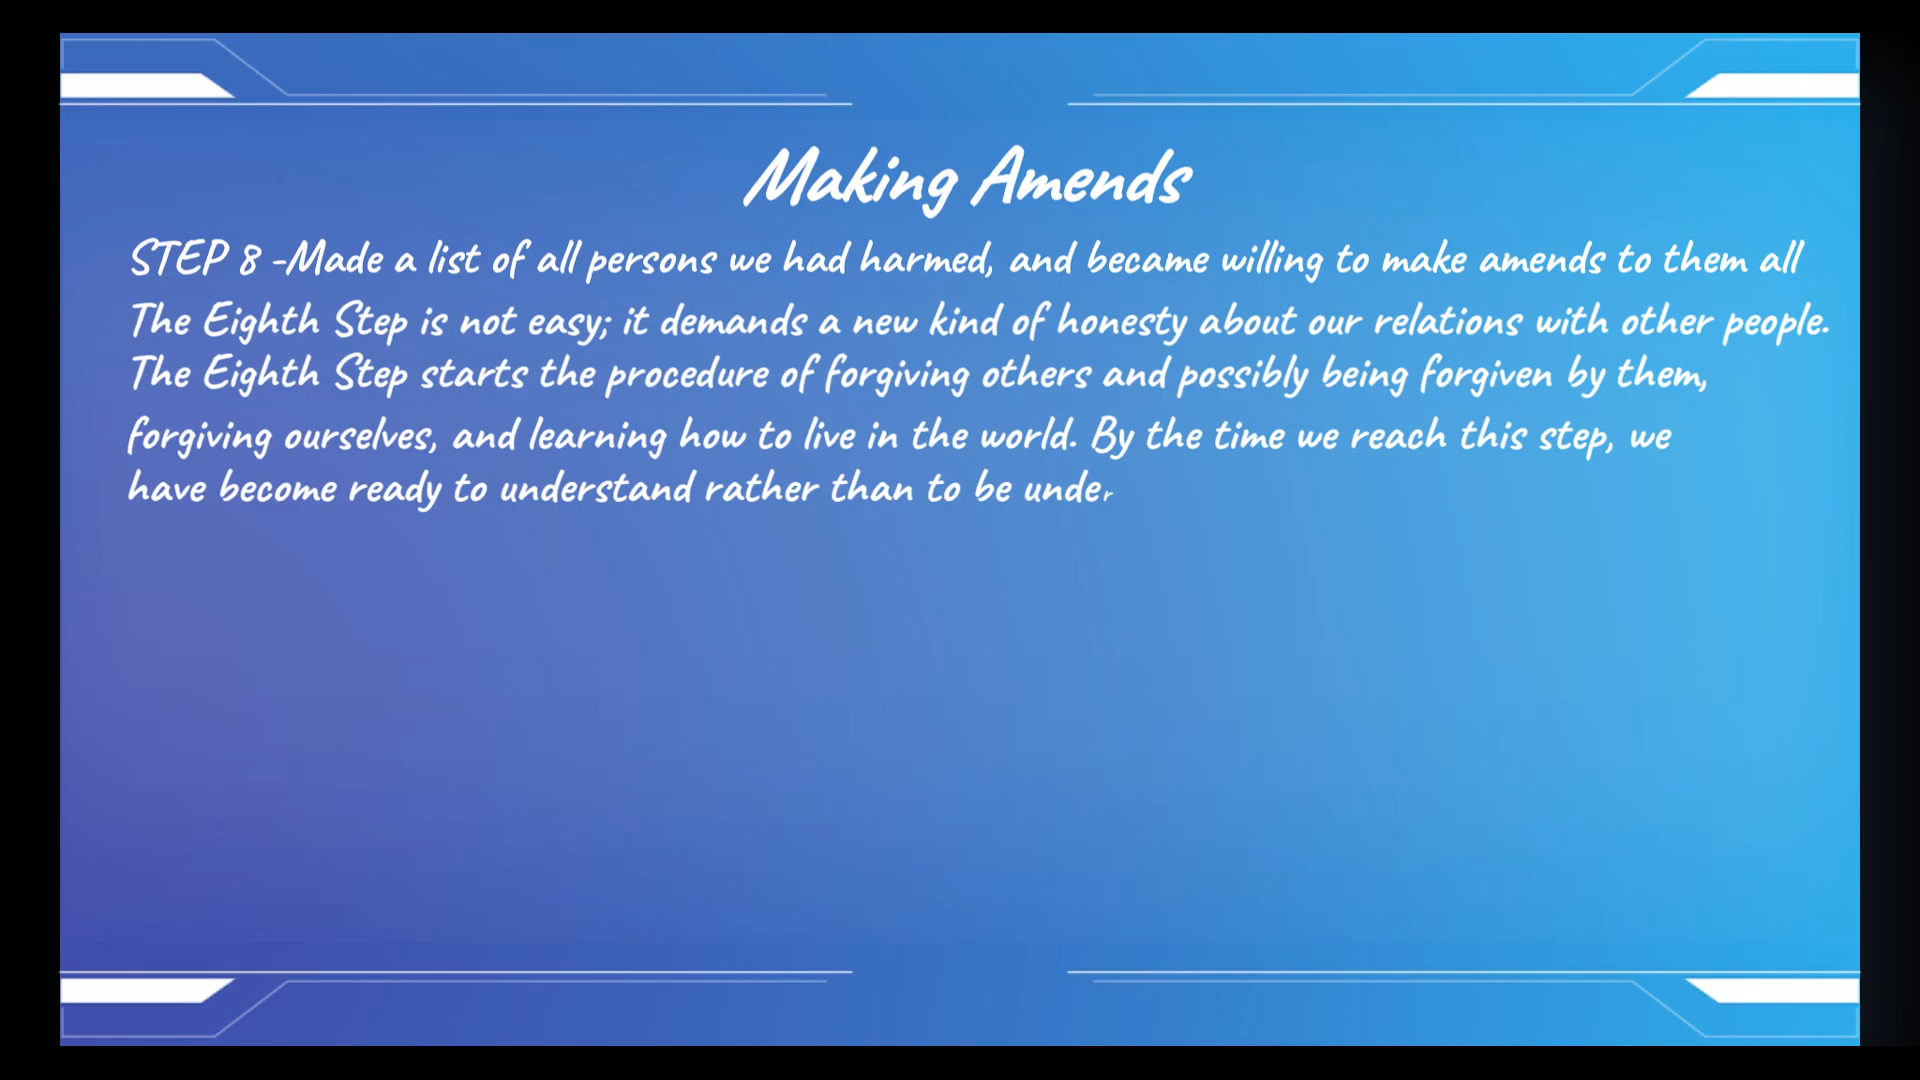 Making Amends
STEP 8 -Made a list of all persons we had harmed, and became willing to make amends to them all
The Eighth Step is not easy; it demands a new kind of honesty about our relations with other people.
The Eighth Step starts the procedure of forgiving others and possibly being forgiven by them,
forgiving ourselves, and learning how to live in the world. By the time we reach this step, we
have become ready to understand rather than to be under